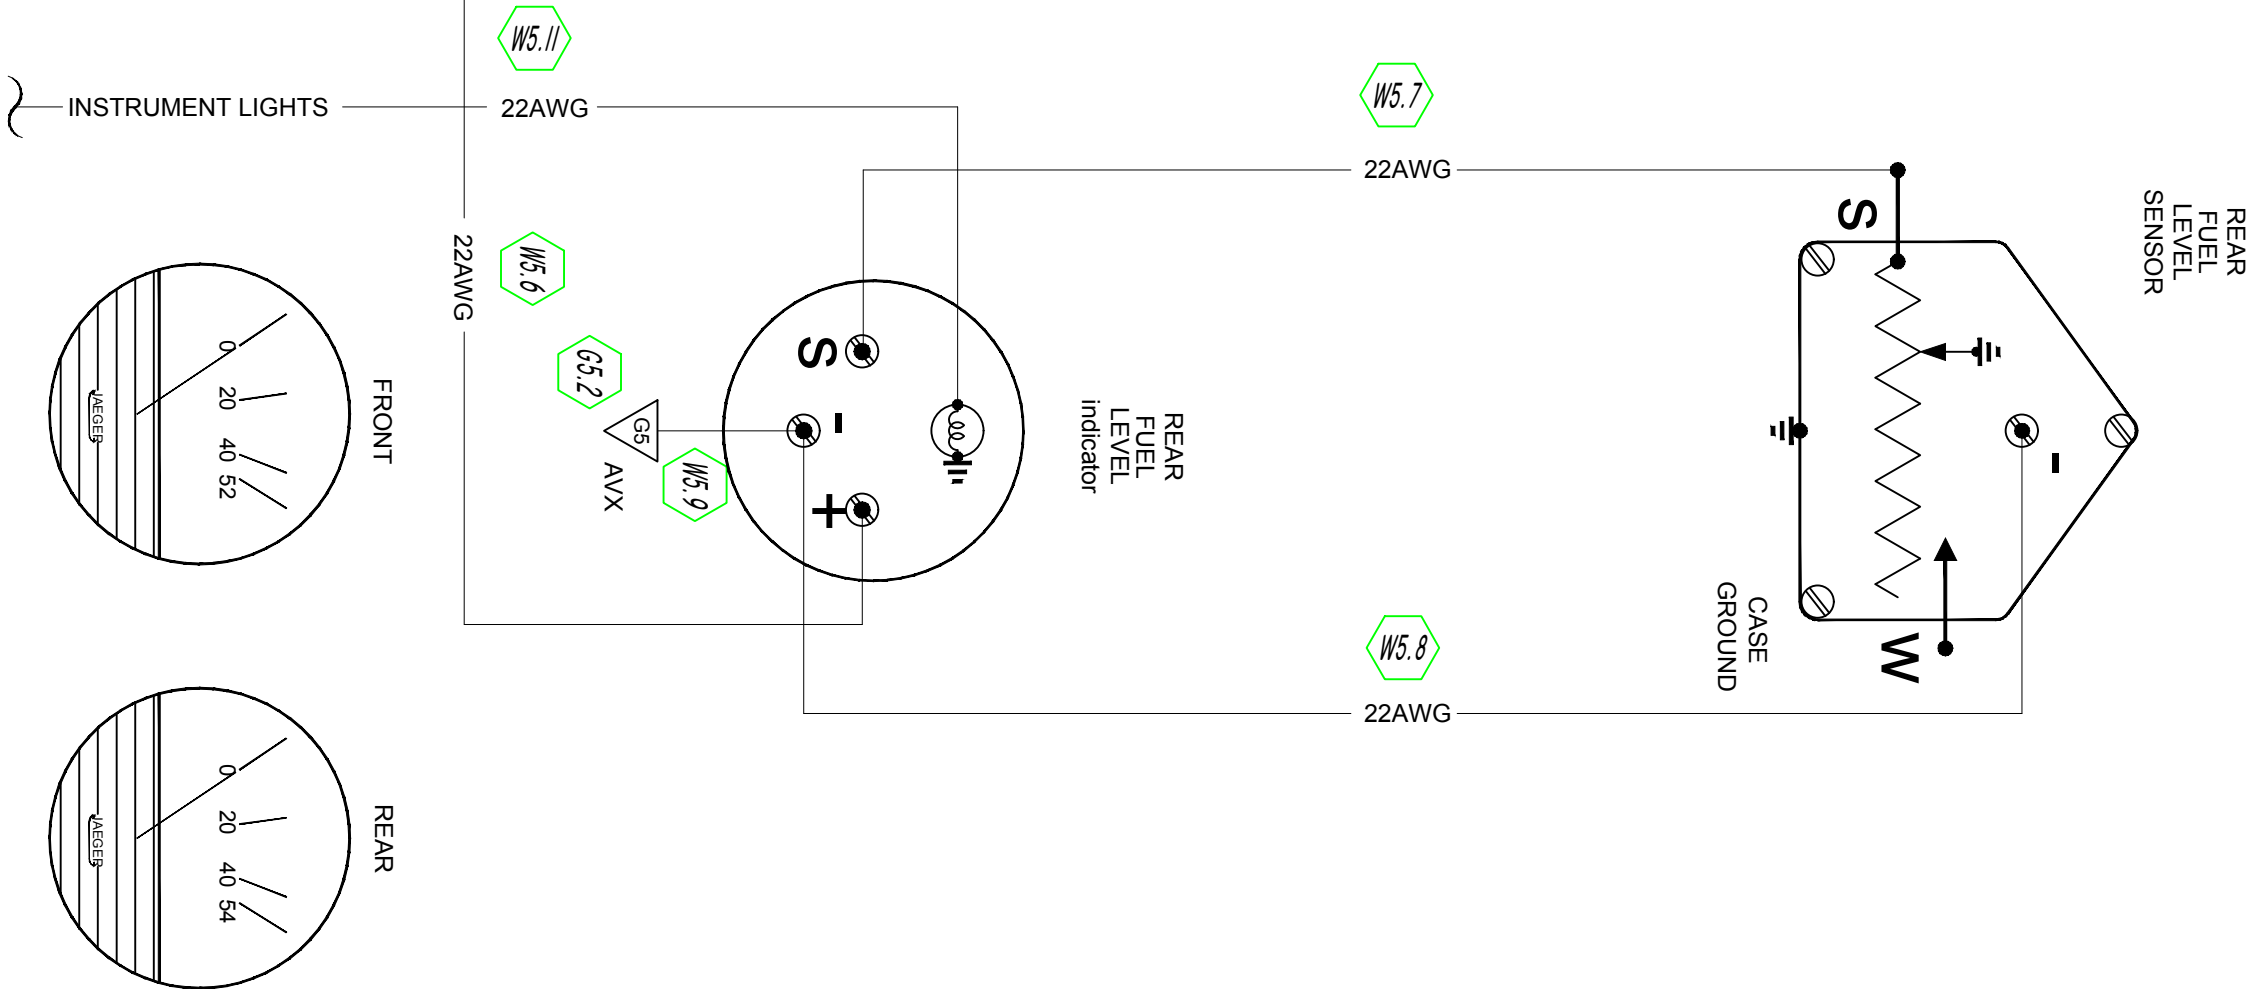 W5.11
INSTRUMENT LIGHTS
22AWG
W5.7
22AWG
REAR
FUEL
LEVEL
SENSOR
S
22AWG
W5.6
G5.2
G5
AVX
W5.9
S
-
+
REAR
FUEL
LEVEL
indicator
-
W
CASE
GROUND
W5.8
22AWG
FRONT
0
20
40
52
JAEGER
REAR
0
20
40
54
JAEGER